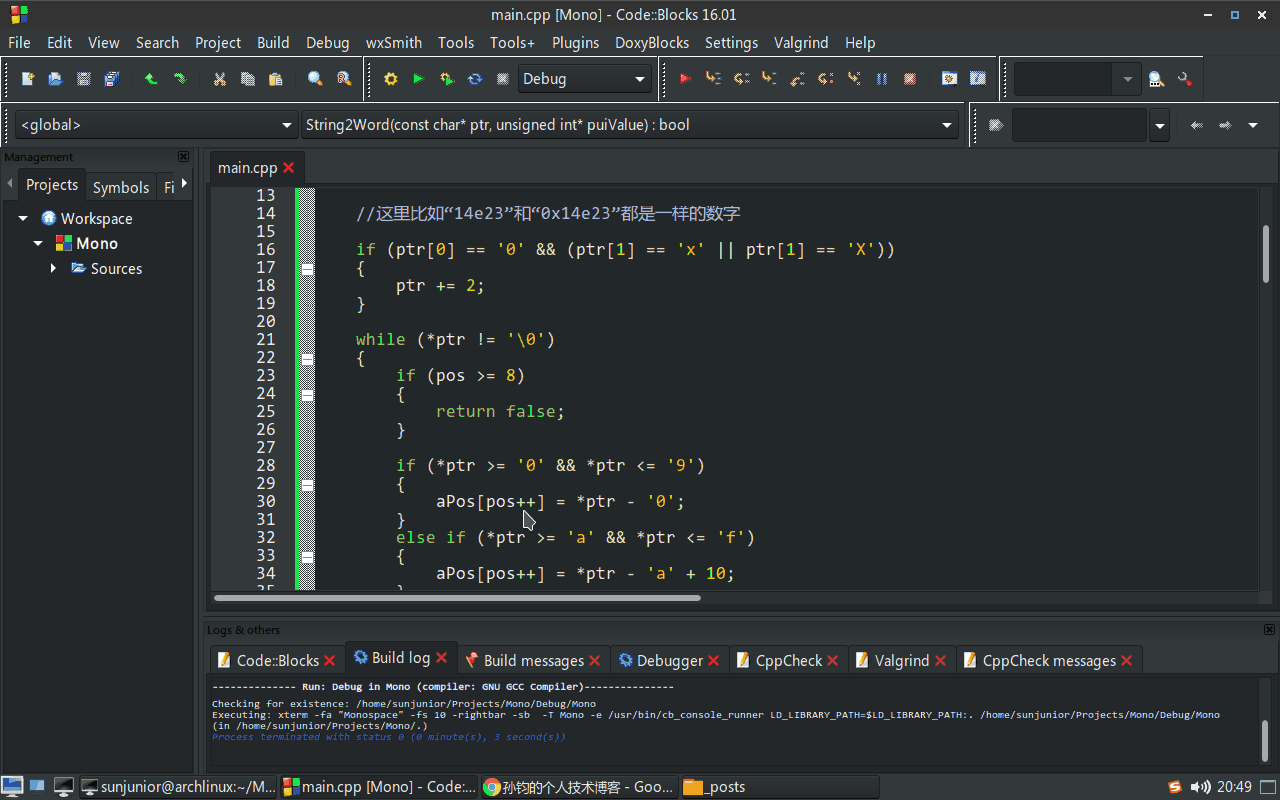 main.cpp [Mono] - Code::Blocks 16.01
File Edit View Search Project Build Debug wxSmith Tools Tools+ Plugins DoxyBlocks Settings Valgrind Help
Debug
<global> String2Word(const char* ptr, unsigned int* puiValue) : bool
Management
Projects Symbols Fi
Workspace
Mono
Sources
main.cpp
13
14 //这里比如“14e23”和“0x14e23”都是一样的数字
15
16 if (ptr[0] == '0' && (ptr[1] == 'x' || ptr[1] == 'X'))
17 {
18 ptr += 2;
19 }
20
21 while (*ptr != '\0')
22 {
23 if (pos >= 8)
24 {
25 return false;
26 }
27
28 if (*ptr >= '0' && *ptr <= '9')
29 {
30 aPos[pos++] = *ptr - '0';
31 }
32 else if (*ptr >= 'a' && *ptr <= 'f')
33 {
34 aPos[pos++] = *ptr - 'a' + 10;
Logs & others
Code::Blocks Build log Build messages Debugger CppCheck Valgrind CppCheck messages
-------------- Run: Debug in Mono (compiler: GNU GCC Compiler)---------------
Checking for existence: /home/sunjunior/Projects/Mono/Debug/Mono
Executing: xterm -fa "Monospace" -fs 10 -rightbar -sb  -T Mono -e /usr/bin/cb_console_runner LD_LIBRARY_PATH=$LD_LIBRARY_PATH:. /home/sunjunior/Projects/Mono/Debug/Mono
(in /home/sunjunior/Projects/Mono/.)
Process terminated with status 0 (0 minute(s), 3 second(s))
sunjunior@archlinux:~/M... main.cpp [Mono] - Code:... 孙钧的个人技术博客 - Goo... _posts 20:49